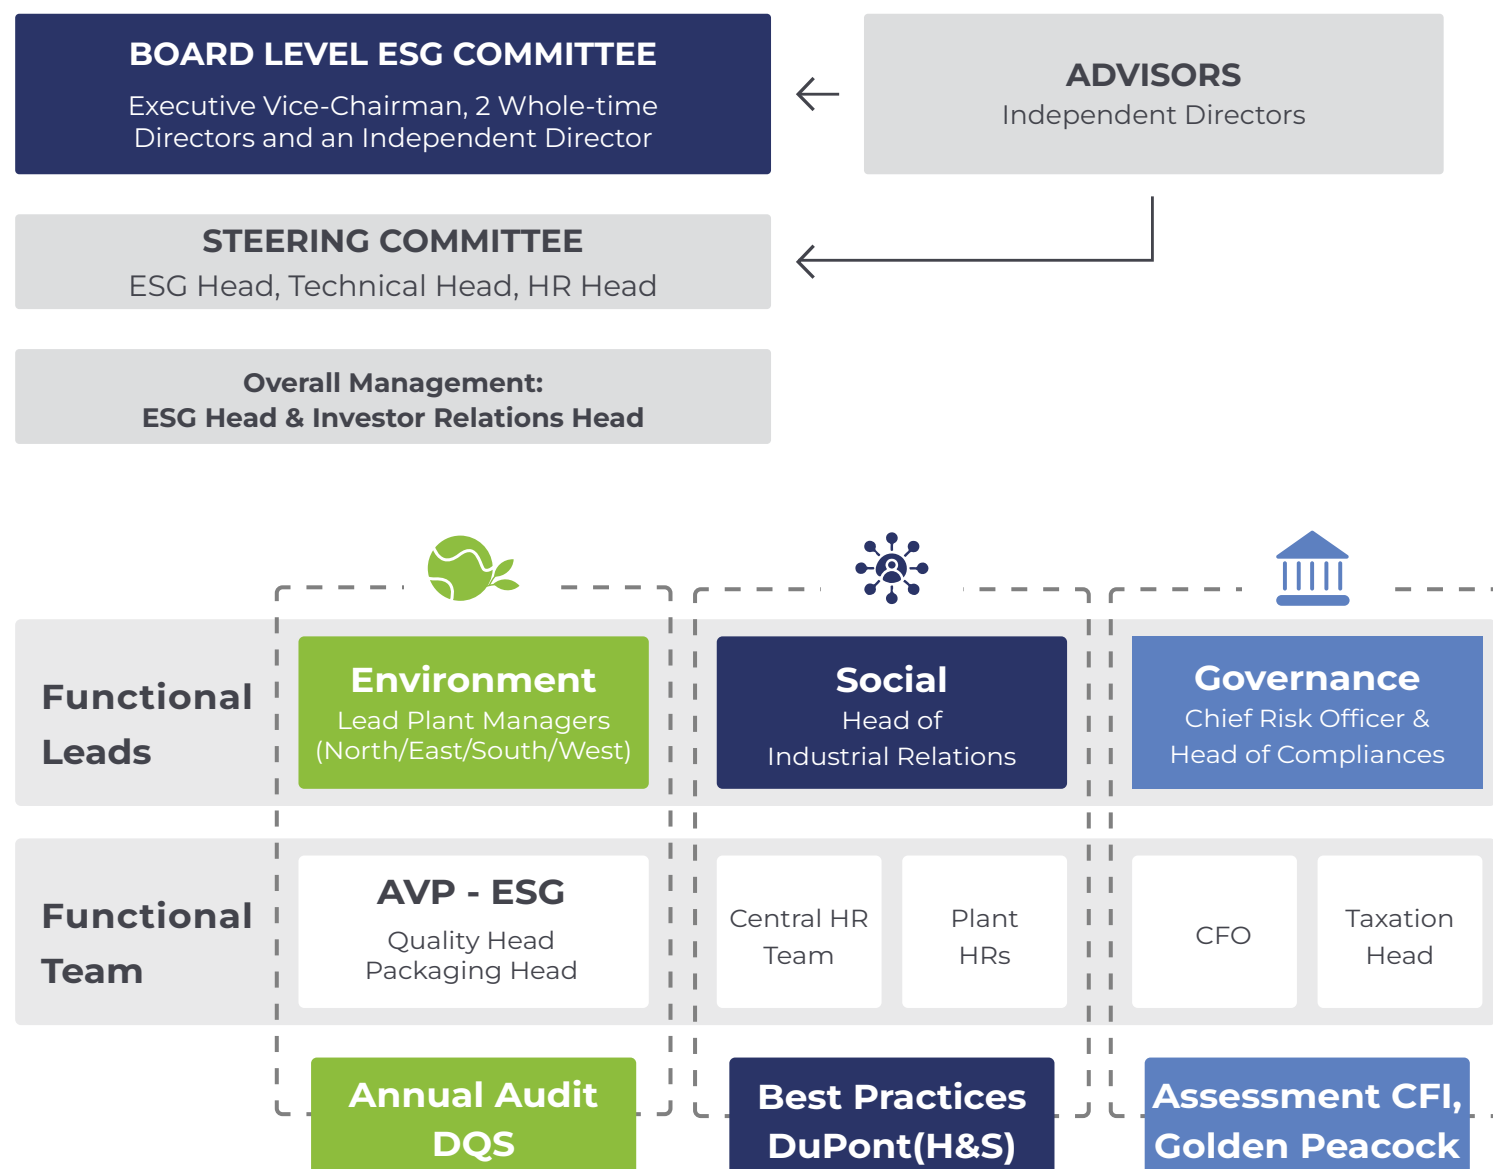 BOARD LEVEL ESG COMMITTEE
Executive Vice-Chairman, 2 Whole-time
Directors and an Independent Director
ADVISORS
Independent Directors
STEERING COMMITTEE
ESG Head, Technical Head, HR Head
Overall Management:
ESG Head & Investor Relations Head
Functional
Leads
Environment
Lead Plant Managers
(North/East/South/West)
Social
Head of
Industrial Relations
Governance
Chief Risk Officer &
Head of Compliances
Functional
Team
AVP - ESG
Quality Head
Packaging Head
Central HR
Team
Plant
HRs
CFO
Taxation
Head
Annual Audit
DQS
Best Practices
DuPont(H&S)
Assessment CFI,
Golden Peacock